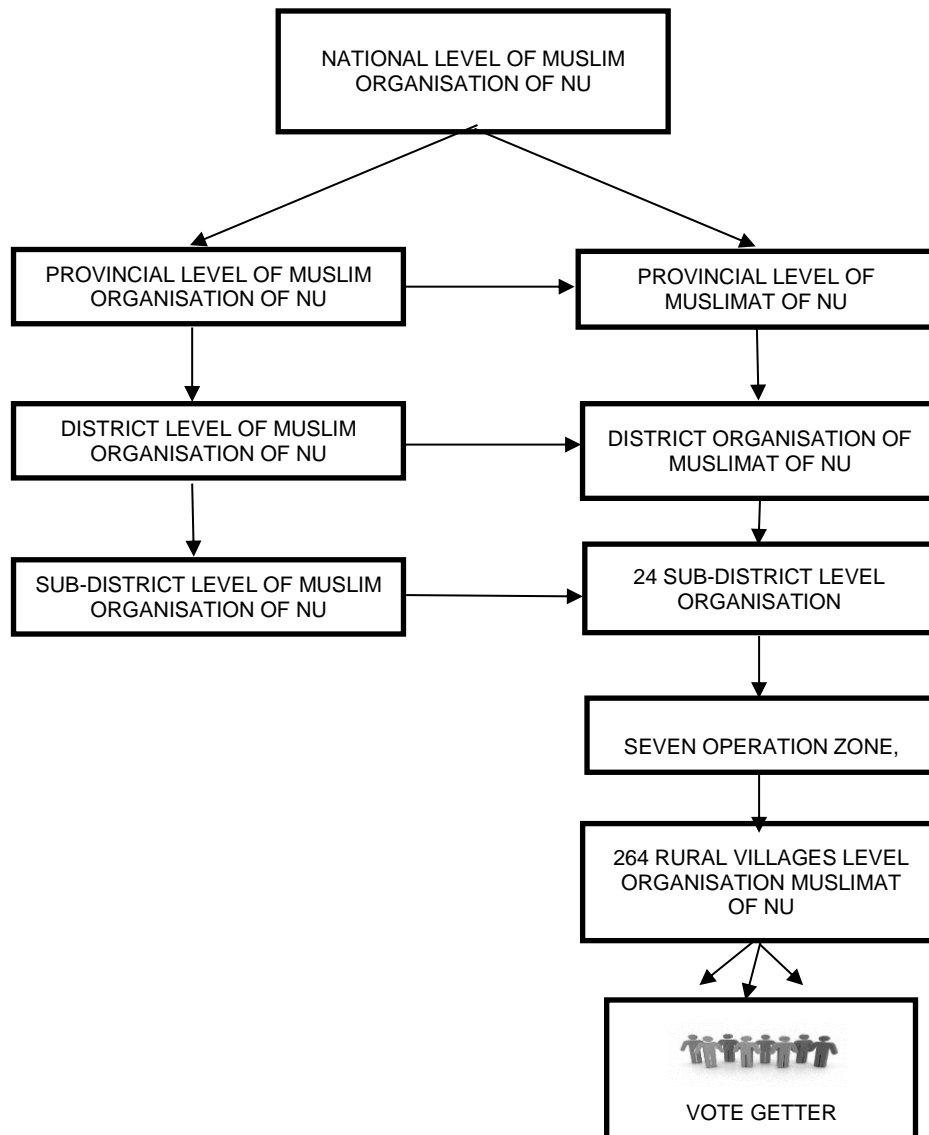 NATIONAL LEVEL OF MUSLIM
ORGANISATION OF NU
PROVINCIAL LEVEL OF MUSLIM
ORGANISATION OF NU
PROVINCIAL LEVEL OF
MUSLIMAT OF NU
DISTRICT LEVEL OF MUSLIM
ORGANISATION OF NU
DISTRICT ORGANISATION OF
MUSLIMAT OF NU
SUB-DISTRICT LEVEL OF MUSLIM
ORGANISATION OF NU
24 SUB-DISTRICT LEVEL
ORGANISATION
SEVEN OPERATION ZONE,
264 RURAL VILLAGES LEVEL
ORGANISATION MUSLIMAT
OF NU
VOTE GETTER